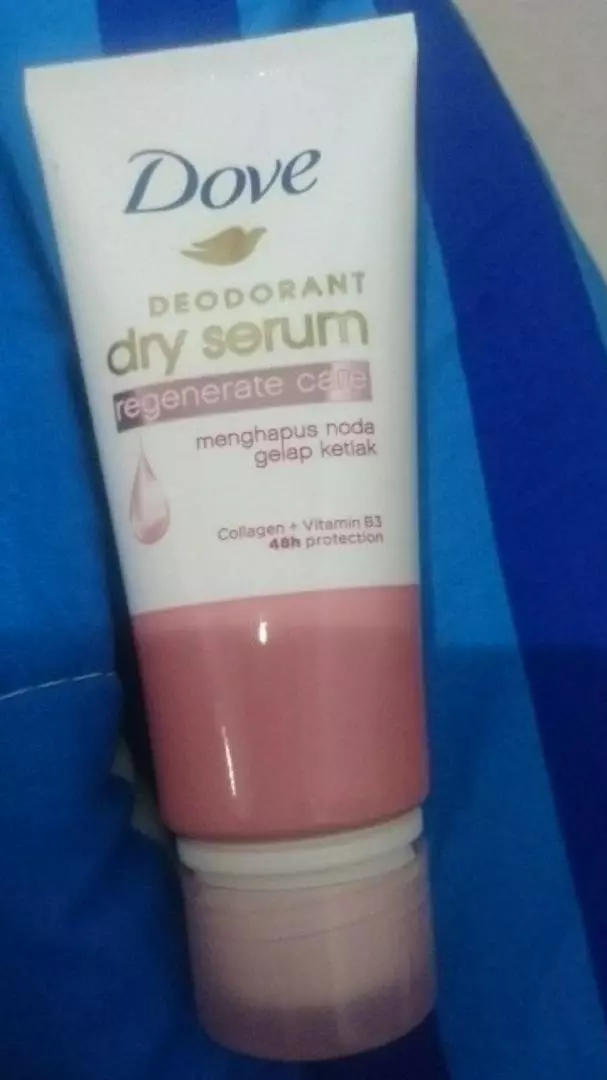 Dove
DEODORANT
dry serum
regenerate care
menghapus noda
gelap ketiak
Collagen + Vitamin B3
48h protection